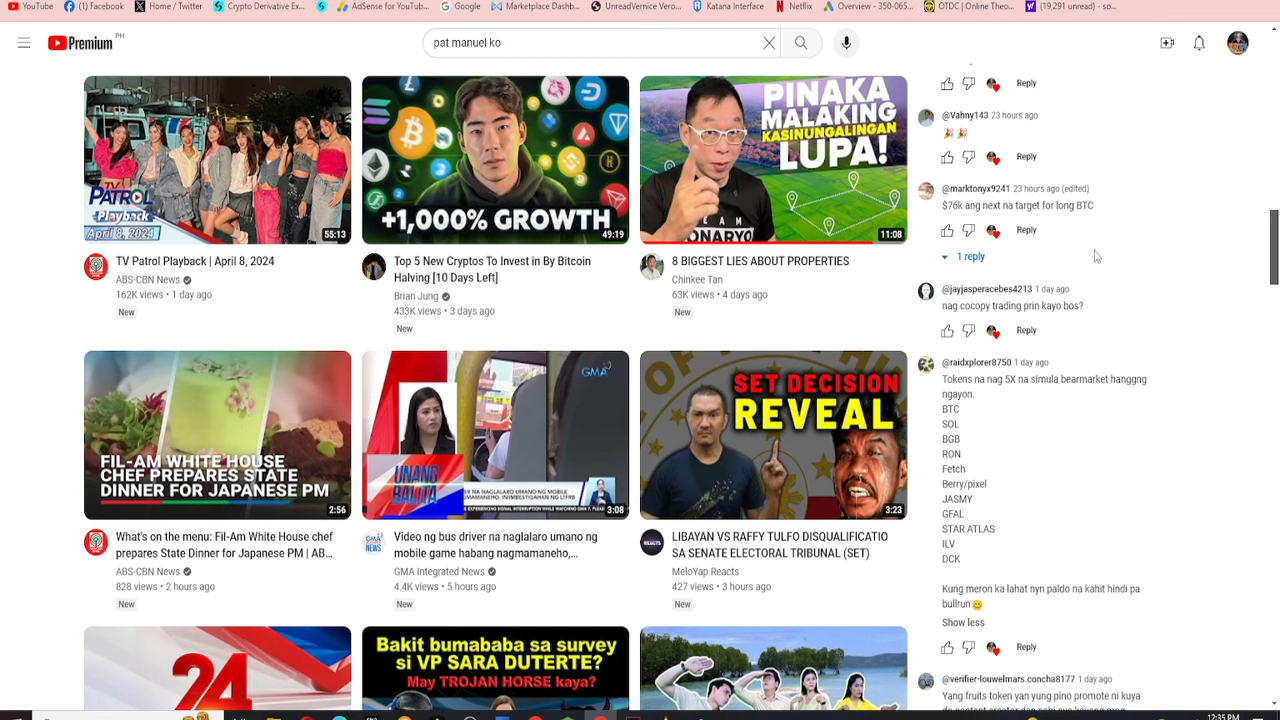 YouTube
(1) Facebook
Home / Twitter
Crypto Derivative Ex...
AdSense for YouTub...
Google
Marketplace Dashb...
UnreadVernice Vero...
Katana Interface
Netflix
Overview - 350-065...
OTDC | Online Theo...
(19,291 unread) - so...
Premium PH
pat manuel ko
TV PATROL
Playback
April 8, 2024
55:13
TV Patrol Playback | April 8, 2024
ABS-CBN News
162K views • 1 day ago
New
+1,000% GROWTH
49:19
Top 5 New Cryptos To Invest in By Bitcoin
Halving [10 Days Left]
Brian Jung
433K views • 3 days ago
New
PINAKA
MALAKING
KASINUNGALINGAN
LUPA!
TEAM
11:08
8 BIGGEST LIES ABOUT PROPERTIES
Chinkee Tan
63K views • 4 days ago
New
FIL-AM WHITE HOUSE
CHEF PREPARES STATE
DINNER FOR JAPANESE PM
2:56
What's on the menu: Fil-Am White House chef
prepares State Dinner for Japanese PM | AB...
ABS-CBN News
828 views • 2 hours ago
New
GMA
UNANG
BALITA
3:08
Video ng bus driver na naglalaro umano ng
mobile game habang nagmamaneho,...
GMA Integrated News
4.4K views • 5 hours ago
New
SET DECISION
REVEAL
3:23
LIBAYAN VS RAFFY TULFO DISQUALIFICATIO
SA SENATE ELECTORAL TRIBUNAL (SET)
MeloYap Reacts
427 views • 3 hours ago
New
24
Bakit bumababa sa survey
si VP SARA DUTERTE?
May TROJAN HORSE kaya?
Reply
@Vahny143 23 hours ago
🎉🎉
Reply
@marktonyx9241 23 hours ago (edited)
$76k ang next na target for long BTC
Reply
1 reply
@jayjasperacebes4213 1 day ago
nag cocopy trading prin kayo bos?
Reply
@raidxplorer8750 1 day ago
Tokens na nag 5X na simula bearmarket hanggng
ngayon.
BTC
SOL
BGB
RON
Fetch
Berry/pixel
JASMY
GFAL
STAR ATLAS
ILV
DCK
Kung meron ka lahat nyn paldo na kahit hindi pa
bullrun😊
Show less
Reply
@verifier-louwelmars.concha8177 1 day ago
Yang fruits token yan yung pino promote ni kuya
12:35 PM